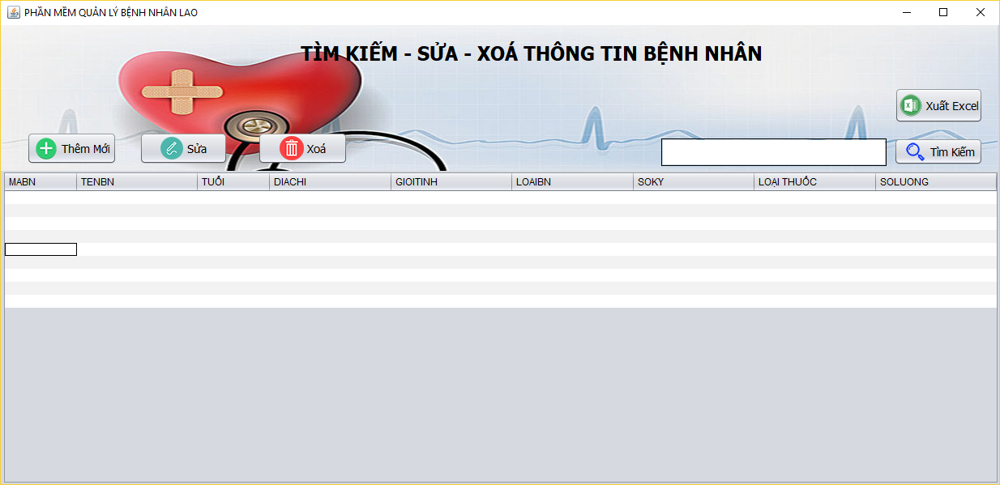 PHẦN MỀM QUẢN LÝ BỆNH NHÂN LAO
TÌM KIẾM - SỬA - XOÁ THÔNG TIN BỆNH NHÂN
Xuất Excel
Thêm Mới Sửa Xoá Tìm Kiếm
MABN TENBN TUỔI DIACHI GIOITINH LOAIBN SOKY LOẠI THUỐC SOLUONG